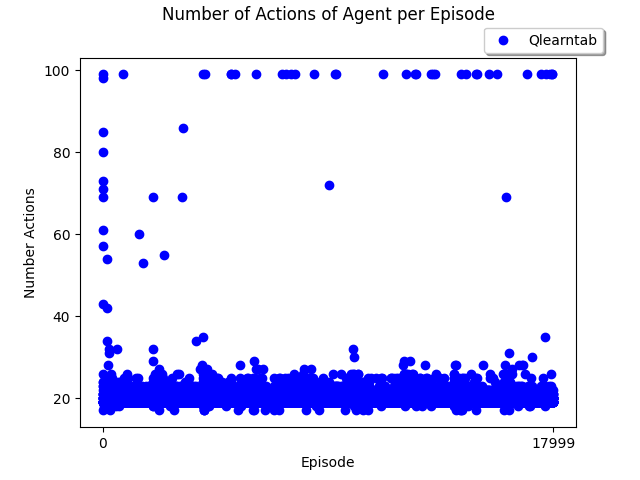 Number of Actions of Agent per Episode
Qlearntab
100
80
60
40
20
Number Actions
0
17999
Episode